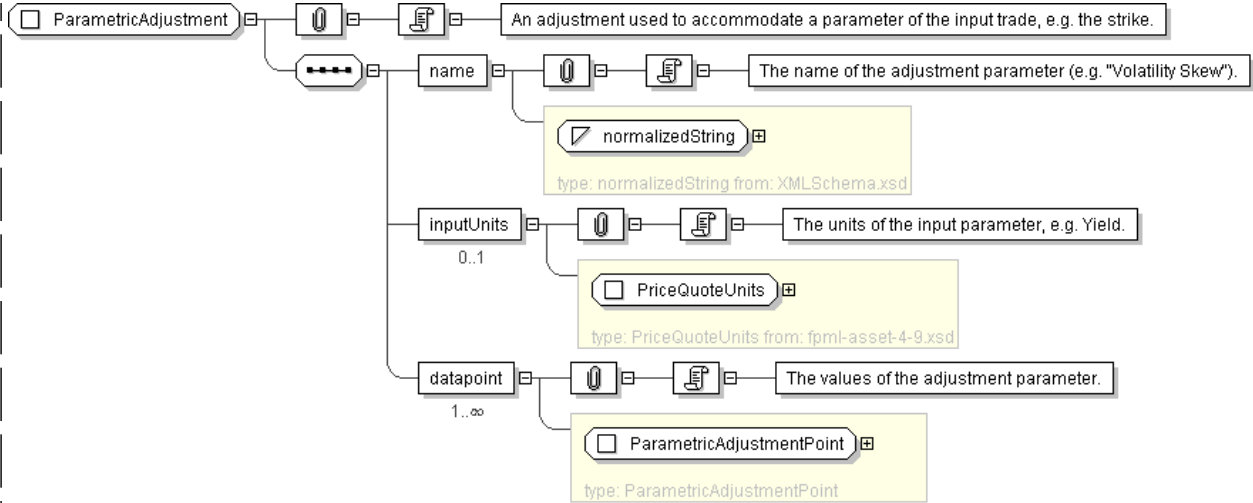 ParametricAdjustment
An adjustment used to accommodate a parameter of the input trade, e.g. the strike.
name
The name of the adjustment parameter (e.g. "Volatility Skew").
normalizedString
type: normalizedString from: XMLSchema.xsd
inputUnits
The units of the input parameter, e.g. Yield.
0..1
PriceQuoteUnits
type: PriceQuoteUnits from: fpml-asset-4-9.xsd
datapoint
The values of the adjustment parameter.
1..∞
ParametricAdjustmentPoint
type: ParametricAdjustmentPoint